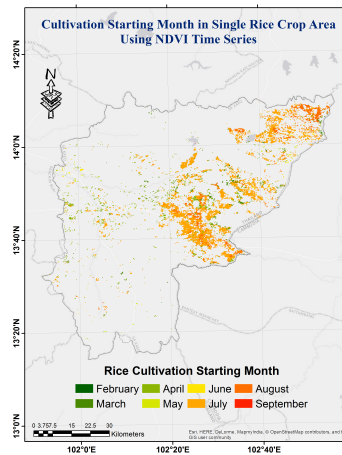 Cultivation Starting Month in Single Rice Crop Area
Using NDVI Time Series
N
14°20'N
14°0'N
13°40'N
13°20'N
13°0'N
Rice Cultivation Starting Month
February April June August
March May July September
0 3.757.5 15 22.5 30
Kilometers
Esri, HERE, DeLorme, MapmyIndia, © OpenStreetMap contributors, and
GIS user community
102°0'E 102°20'E 102°40'E